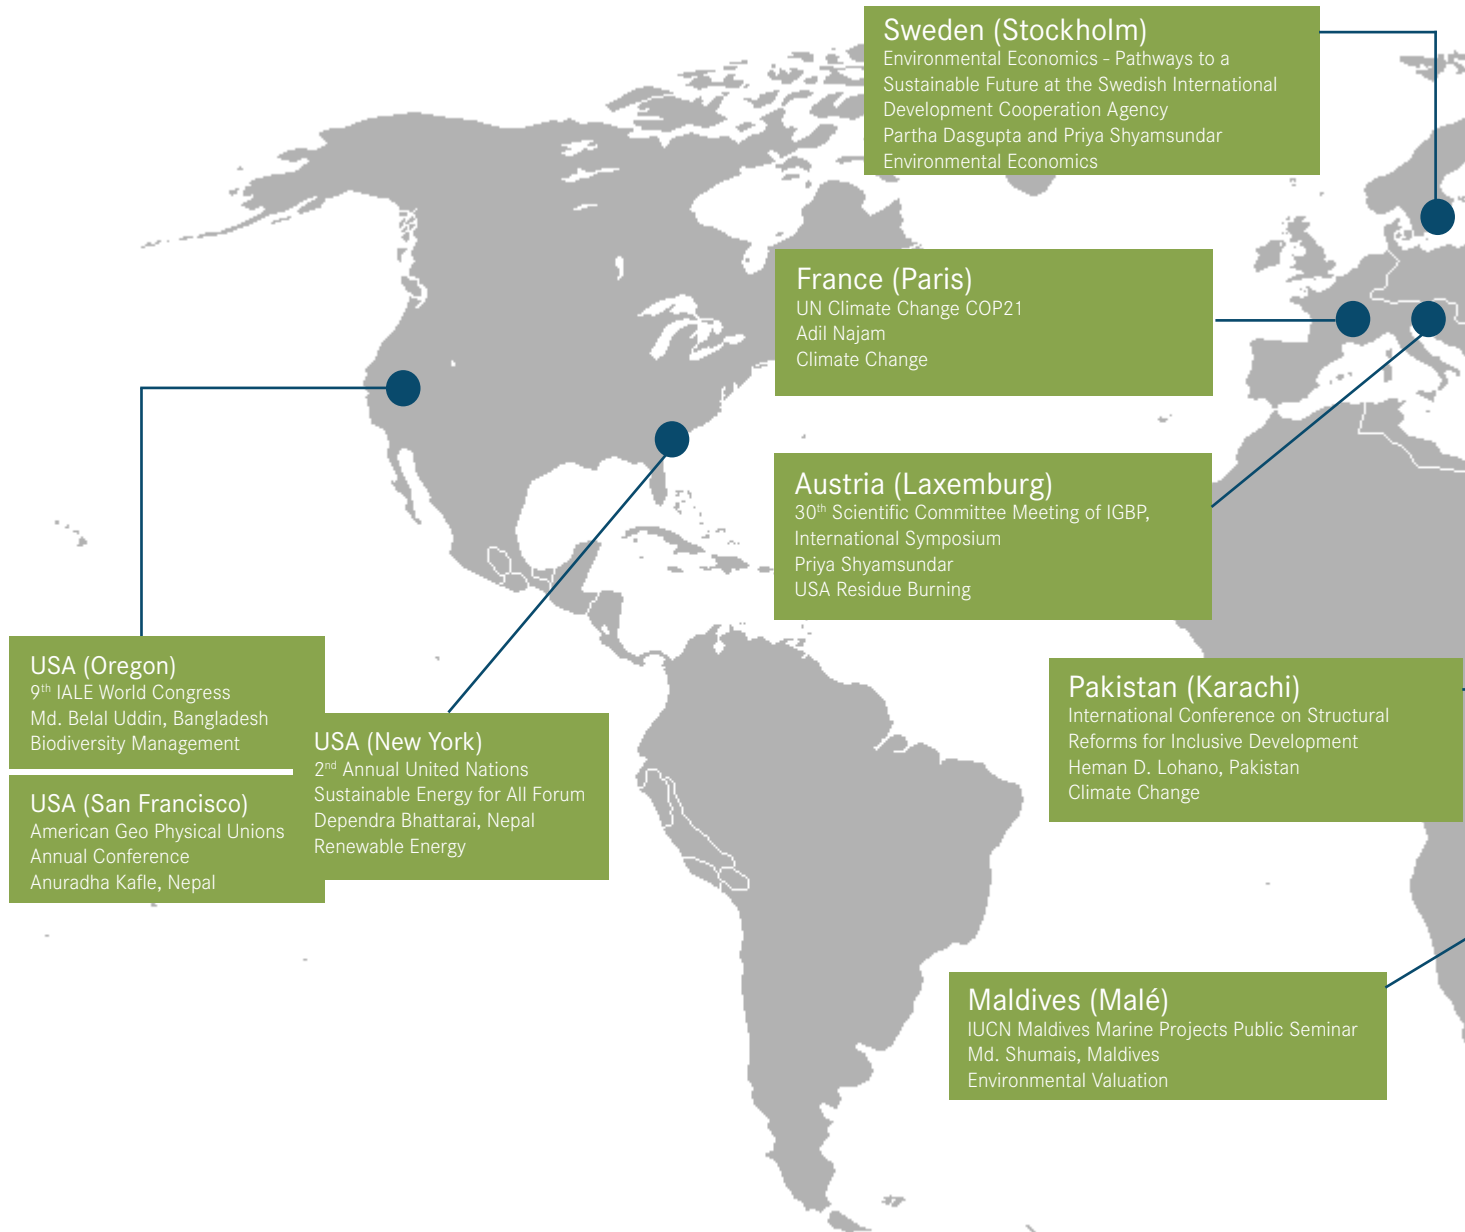 Sweden (Stockholm)
Environmental Economics - Pathways to a
Sustainable Future at the Swedish International
Development Cooperation Agency
Partha Dasgupta and Priya Shyamsundar
Environmental Economics
France (Paris)
UN Climate Change COP21
Adil Najam
Climate Change
Austria (Laxemburg)
30th Scientific Committee Meeting of IGBP,
International Symposium
Priya Shyamsundar
USA Residue Burning
USA (Oregon)
9th IALE World Congress
Md. Belal Uddin, Bangladesh
Biodiversity Management
USA (San Francisco)
American Geo Physical Unions
Annual Conference
Anuradha Kafle, Nepal
USA (New York)
2nd Annual United Nations
Sustainable Energy for All Forum
Dependra Bhattarai, Nepal
Renewable Energy
Pakistan (Karachi)
International Conference on Structural
Reforms for Inclusive Development
Heman D. Lohano, Pakistan
Climate Change
Maldives (Malé)
IUCN Maldives Marine Projects Public Seminar
Md. Shumais, Maldives
Environmental Valuation